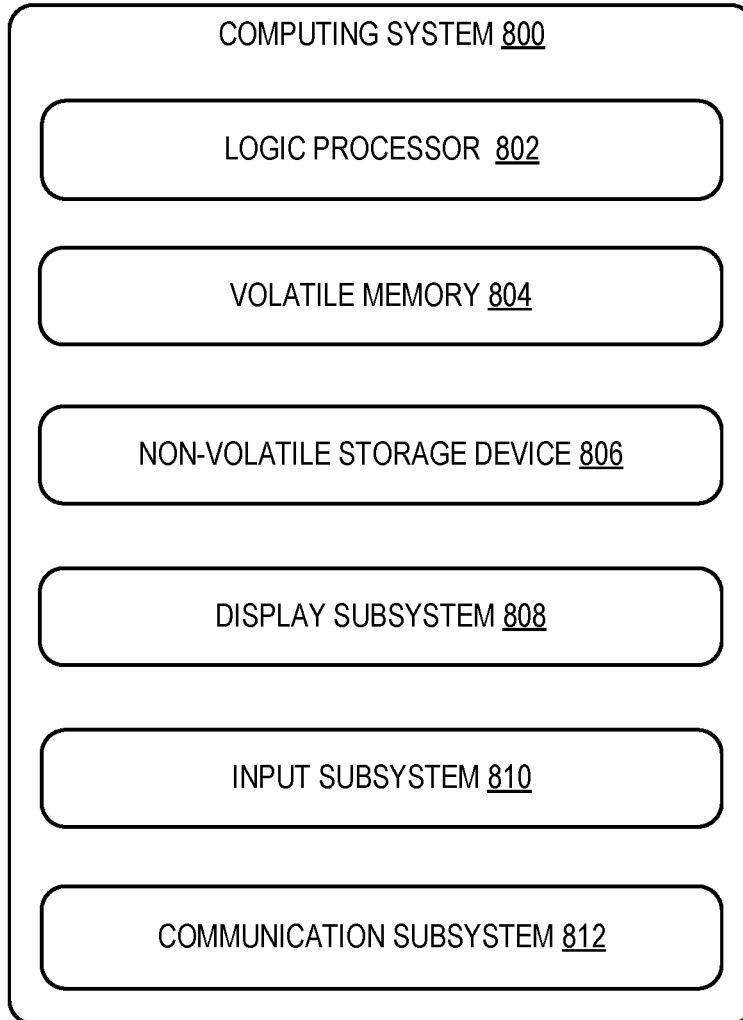 COMPUTING SYSTEM 800
LOGIC PROCESSOR 802
VOLATILE MEMORY 804
NON-VOLATILE STORAGE DEVICE 806
DISPLAY SUBSYSTEM 808
INPUT SUBSYSTEM 810
COMMUNICATION SUBSYSTEM 812